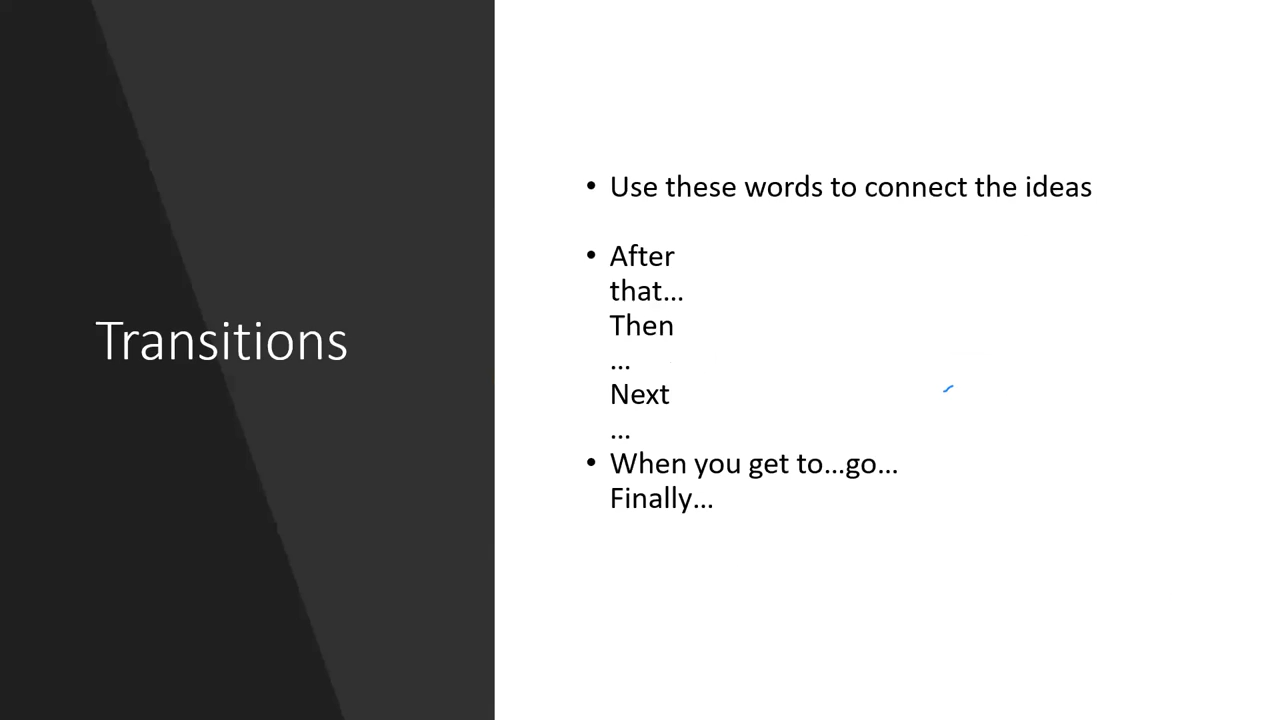 Transitions
• Use these words to connect the ideas
• After
that...
Then
...
Next
...
• When you get to...go...
Finally...